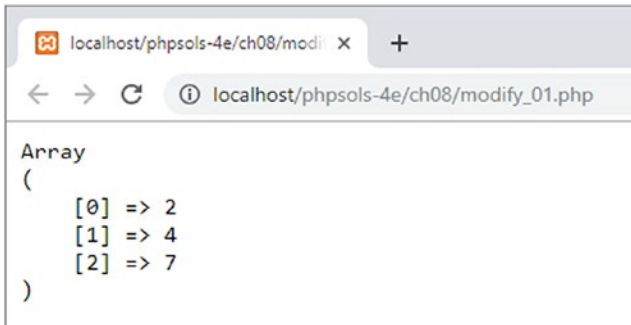 localhost/phpsols-4e/ch08/modi
localhost/phpsols-4e/ch08/modify_01.php
Array
(
    [0] => 2
    [1] => 4
    [2] => 7
)